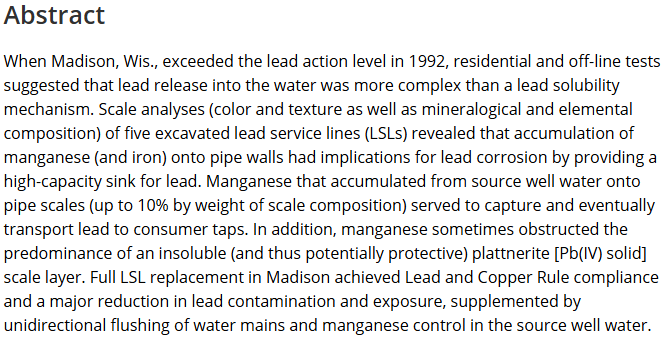 Abstract
When Madison, Wis., exceeded the lead action level in 1992, residential and off-line tests
suggested that lead release into the water was more complex than a lead solubility
mechanism. Scale analyses (color and texture as well as mineralogical and elemental
composition) of five excavated lead service lines (LSLs) revealed that accumulation of
manganese (and iron) onto pipe walls had implications for lead corrosion by providing a
high-capacity sink for lead. Manganese that accumulated from source well water onto
pipe scales (up to 10% by weight of scale composition) served to capture and eventually
transport lead to consumer taps. In addition, manganese sometimes obstructed the
predominance of an insoluble (and thus potentially protective) plattnerite [Pb(IV) solid]
scale layer. Full LSL replacement in Madison achieved Lead and Copper Rule compliance
and a major reduction in lead contamination and exposure, supplemented by
unidirectional flushing of water mains and manganese control in the source well water.